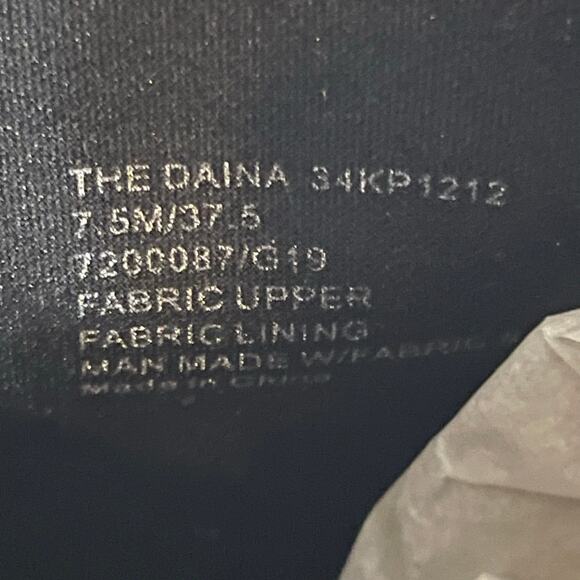 THE DAINA 34KP1212
7.5M/37.5
7200087/G19
FABRIC UPPER
FABRIC LINING
MAN MADE W/FABRIC
Made in China